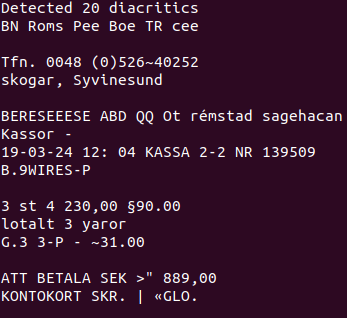 Detected 20 diacritics
BN Roms Pee Boe TR cee
Tfn. 0048 (0)526~40252
skogar, Syvinesund
BERESEEESE ABD QQ Ot rémstad sagehacan
Kassor -
19-03-24 12: 04 KASSA 2-2 NR 139509
B.9WIRES-P
3 st 4 230,00 §90.00
lotalt 3 yaror
G.3 3-P - ~31.00
ATT BETALA SEK >" 889,00
KONTOKORT SKR. | «GLO.